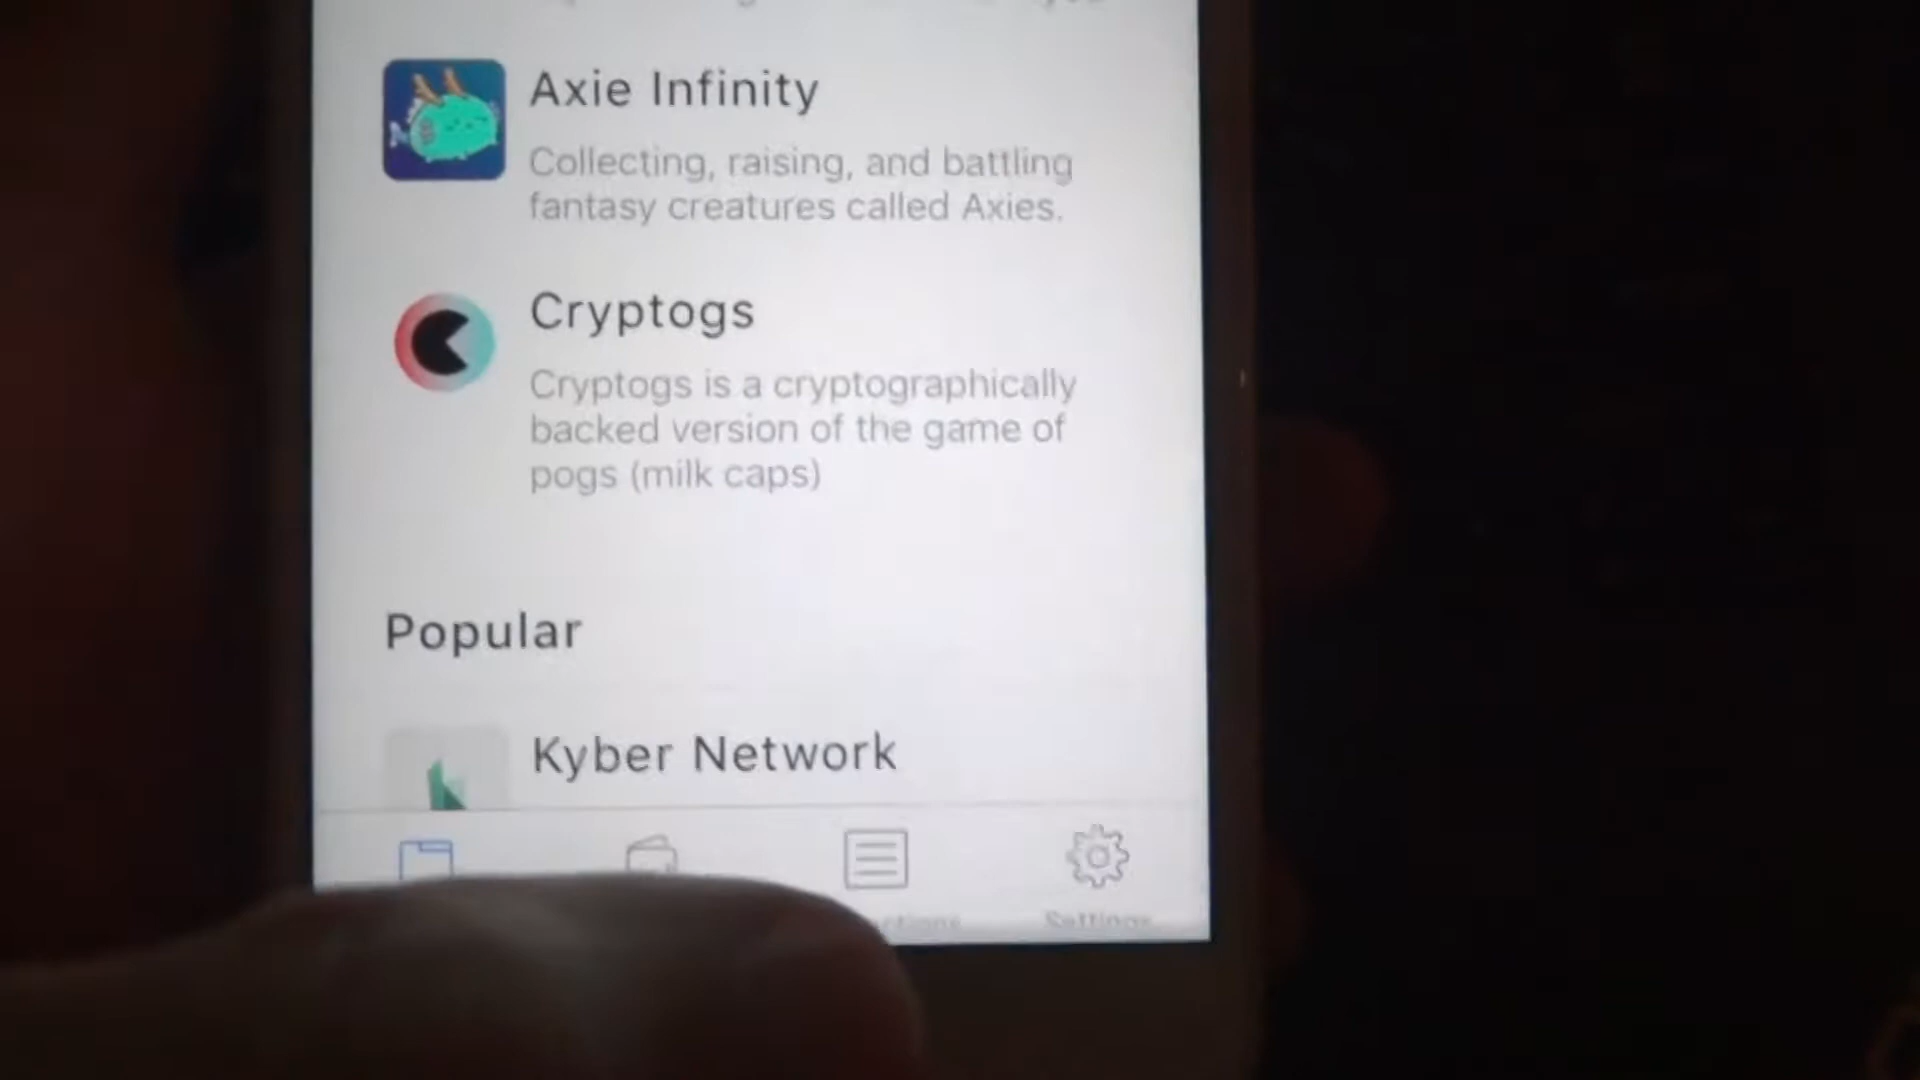 Axie Infinity
Collecting, raising, and battling
fantasy creatures called Axies.
Cryptogs
Cryptogs is a cryptographically
backed version of the game of
pogs (milk caps)
Popular
Kyber Network
Settings